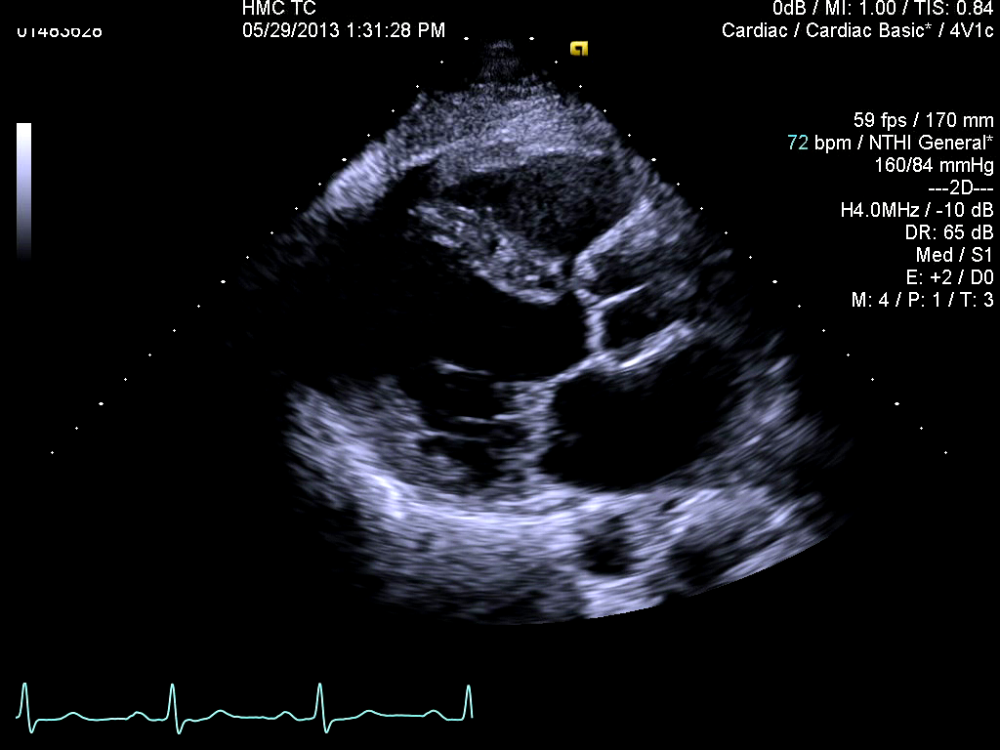 HMC TC
05/29/2013 1:31:28 PM
0dB / MI: 1.00 / TIS: 0.84
Cardiac / Cardiac Basic* / 4V1c
59 fps / 170 mm
72 bpm / NTHI General*
160/84 mmHg
---2D---
H4.0MHz / -10 dB
DR: 65 dB
Med / S1
E: +2 / D0
M: 4 / P: 1 / T: 3